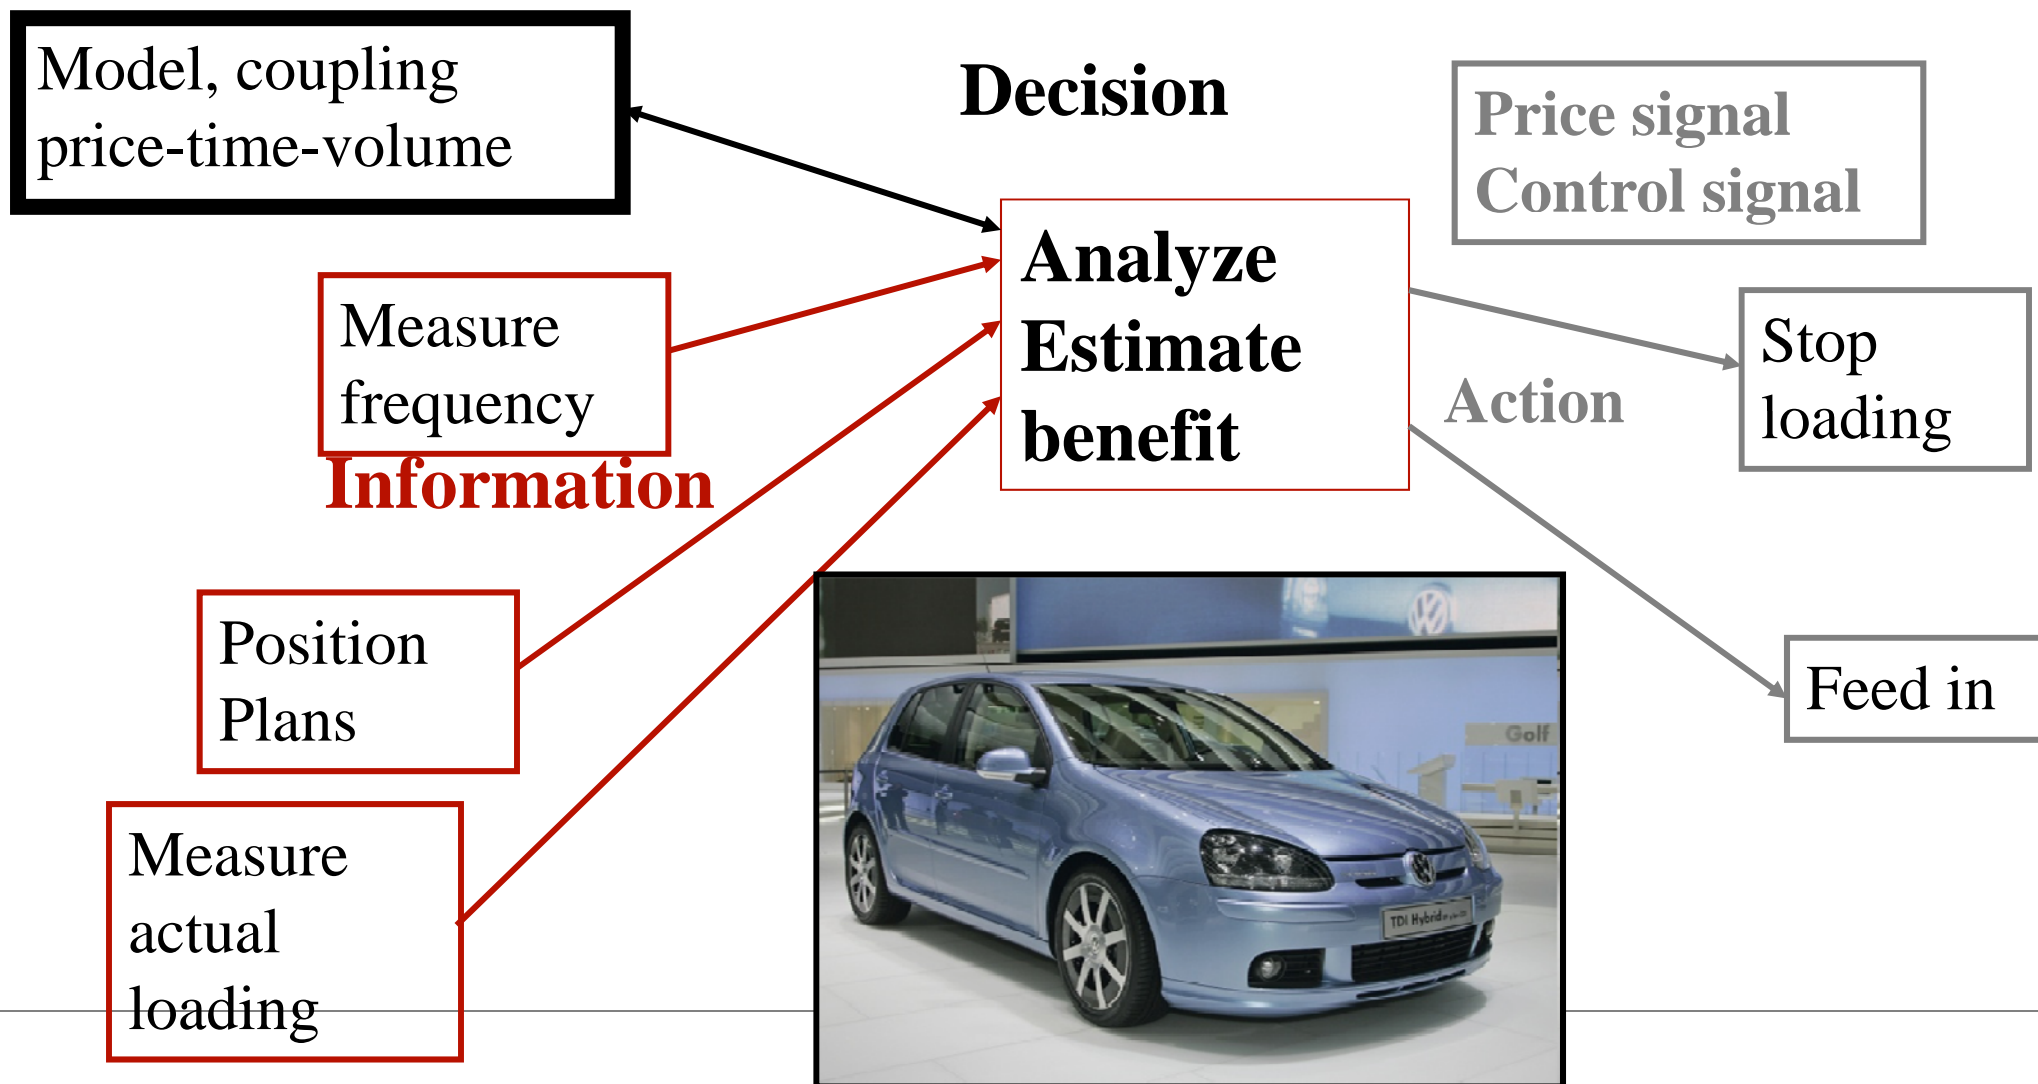 Model, coupling
price-time-volume
Decision
Price signal
Control signal
Measure
frequency
Information
Analyze
Estimate
benefit
Action
Stop
loading
Position
Plans
Feed in
Measure
actual
loading
Golf
TDI Hybrid